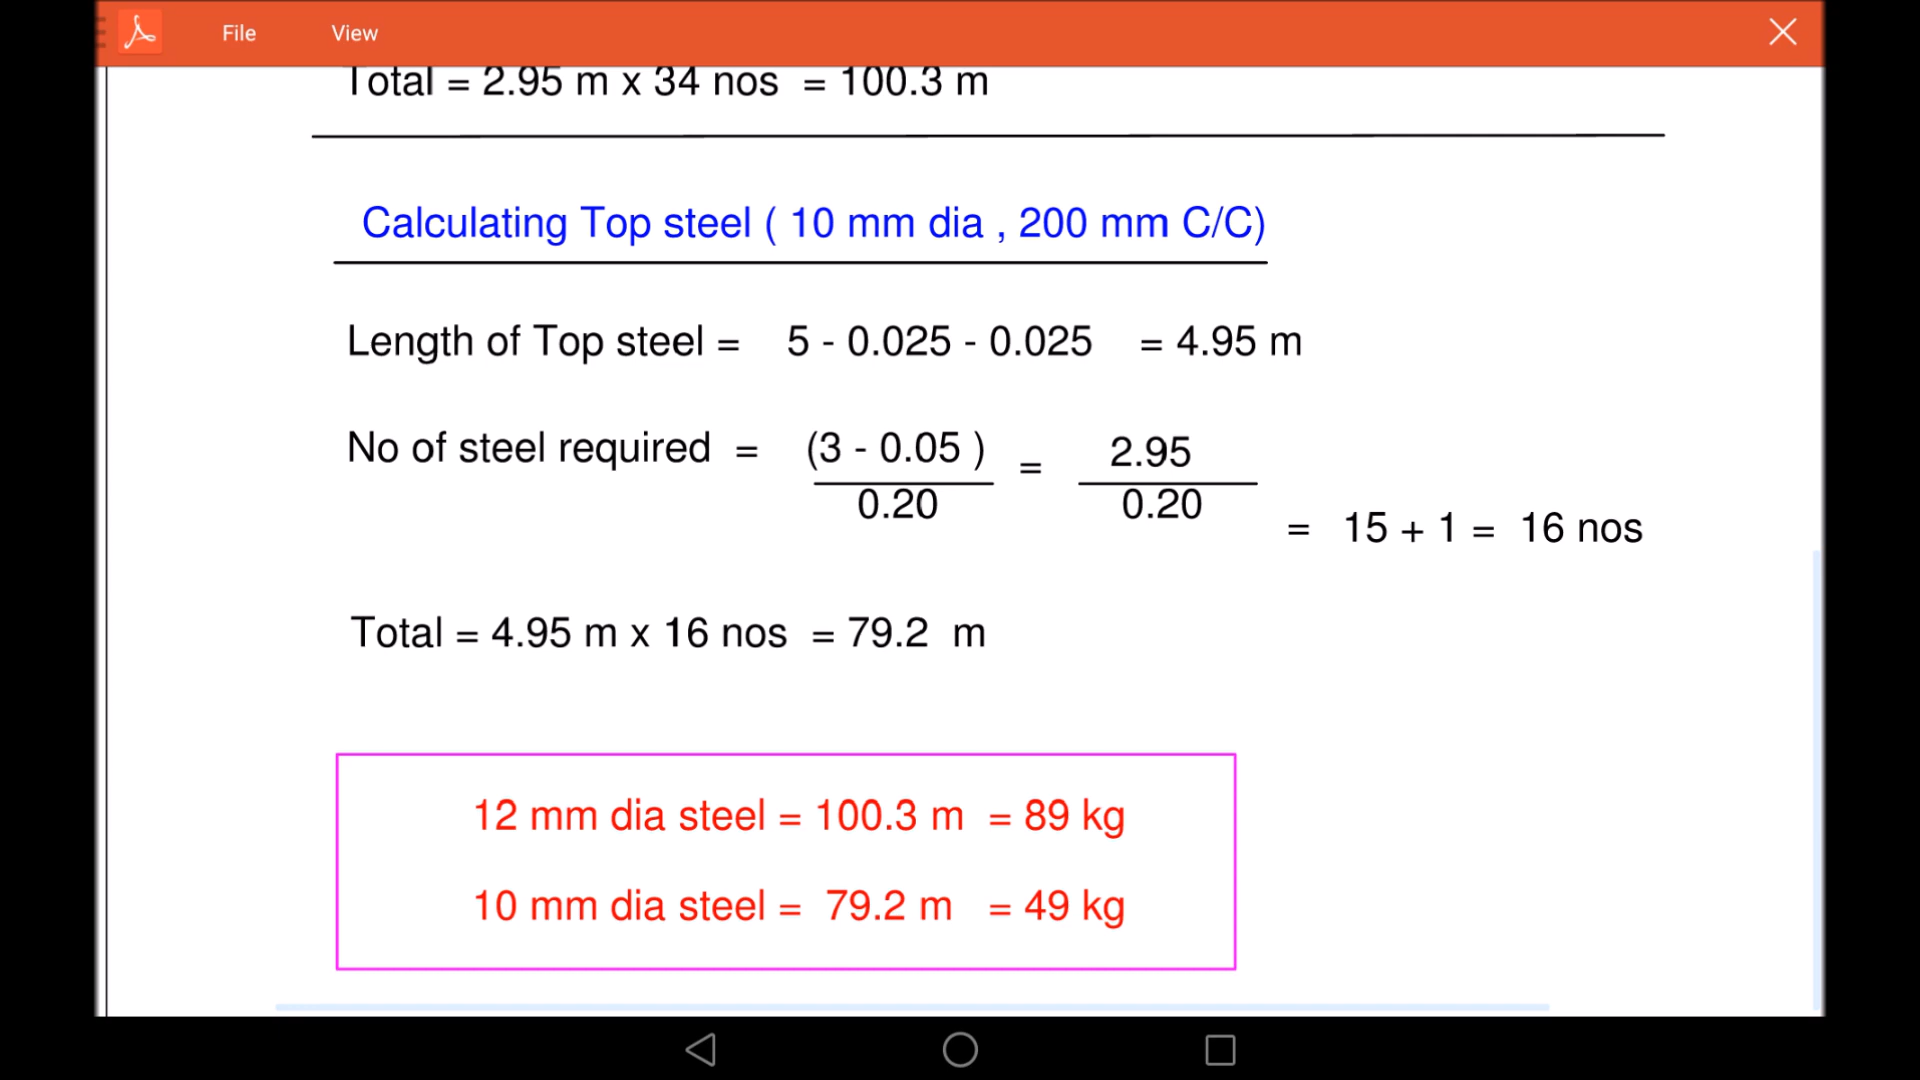 File View
Total = 2.95 m x 34 nos = 100.3 m
Calculating Top steel ( 10 mm dia , 200 mm C/C)
Length of Top steel = 5 - 0.025 - 0.025 = 4.95 m
No of steel required = (3 - 0.05 ) = 2.95
0.20 0.20
= 15 + 1 = 16 nos
Total = 4.95 m x 16 nos = 79.2 m
12 mm dia steel = 100.3 m = 89 kg
10 mm dia steel = 79.2 m = 49 kg